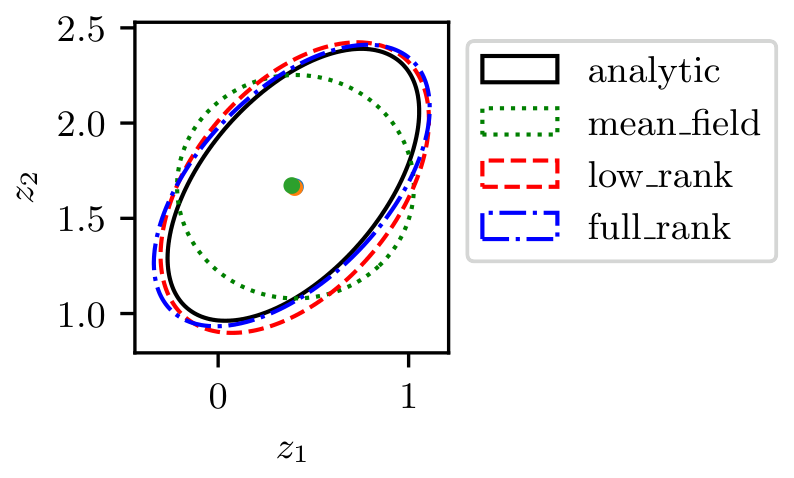 2.5
2.0
1.5
1.0
z2
0 1
z1
analytic
mean_field
low_rank
full_rank